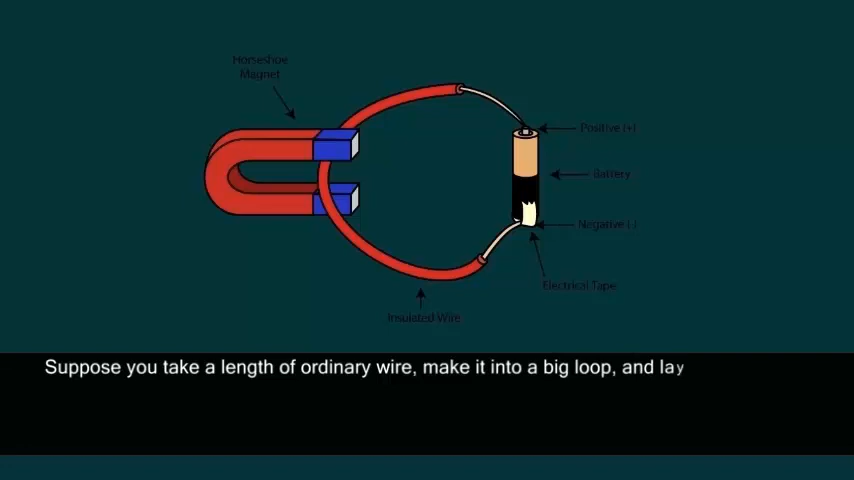 Horseshoe
Magnet
Positive (+)
Battery
Negative (-)
Electrical Tape
Insulated Wire
Suppose you take a length of ordinary wire, make it into a big loop, and lay